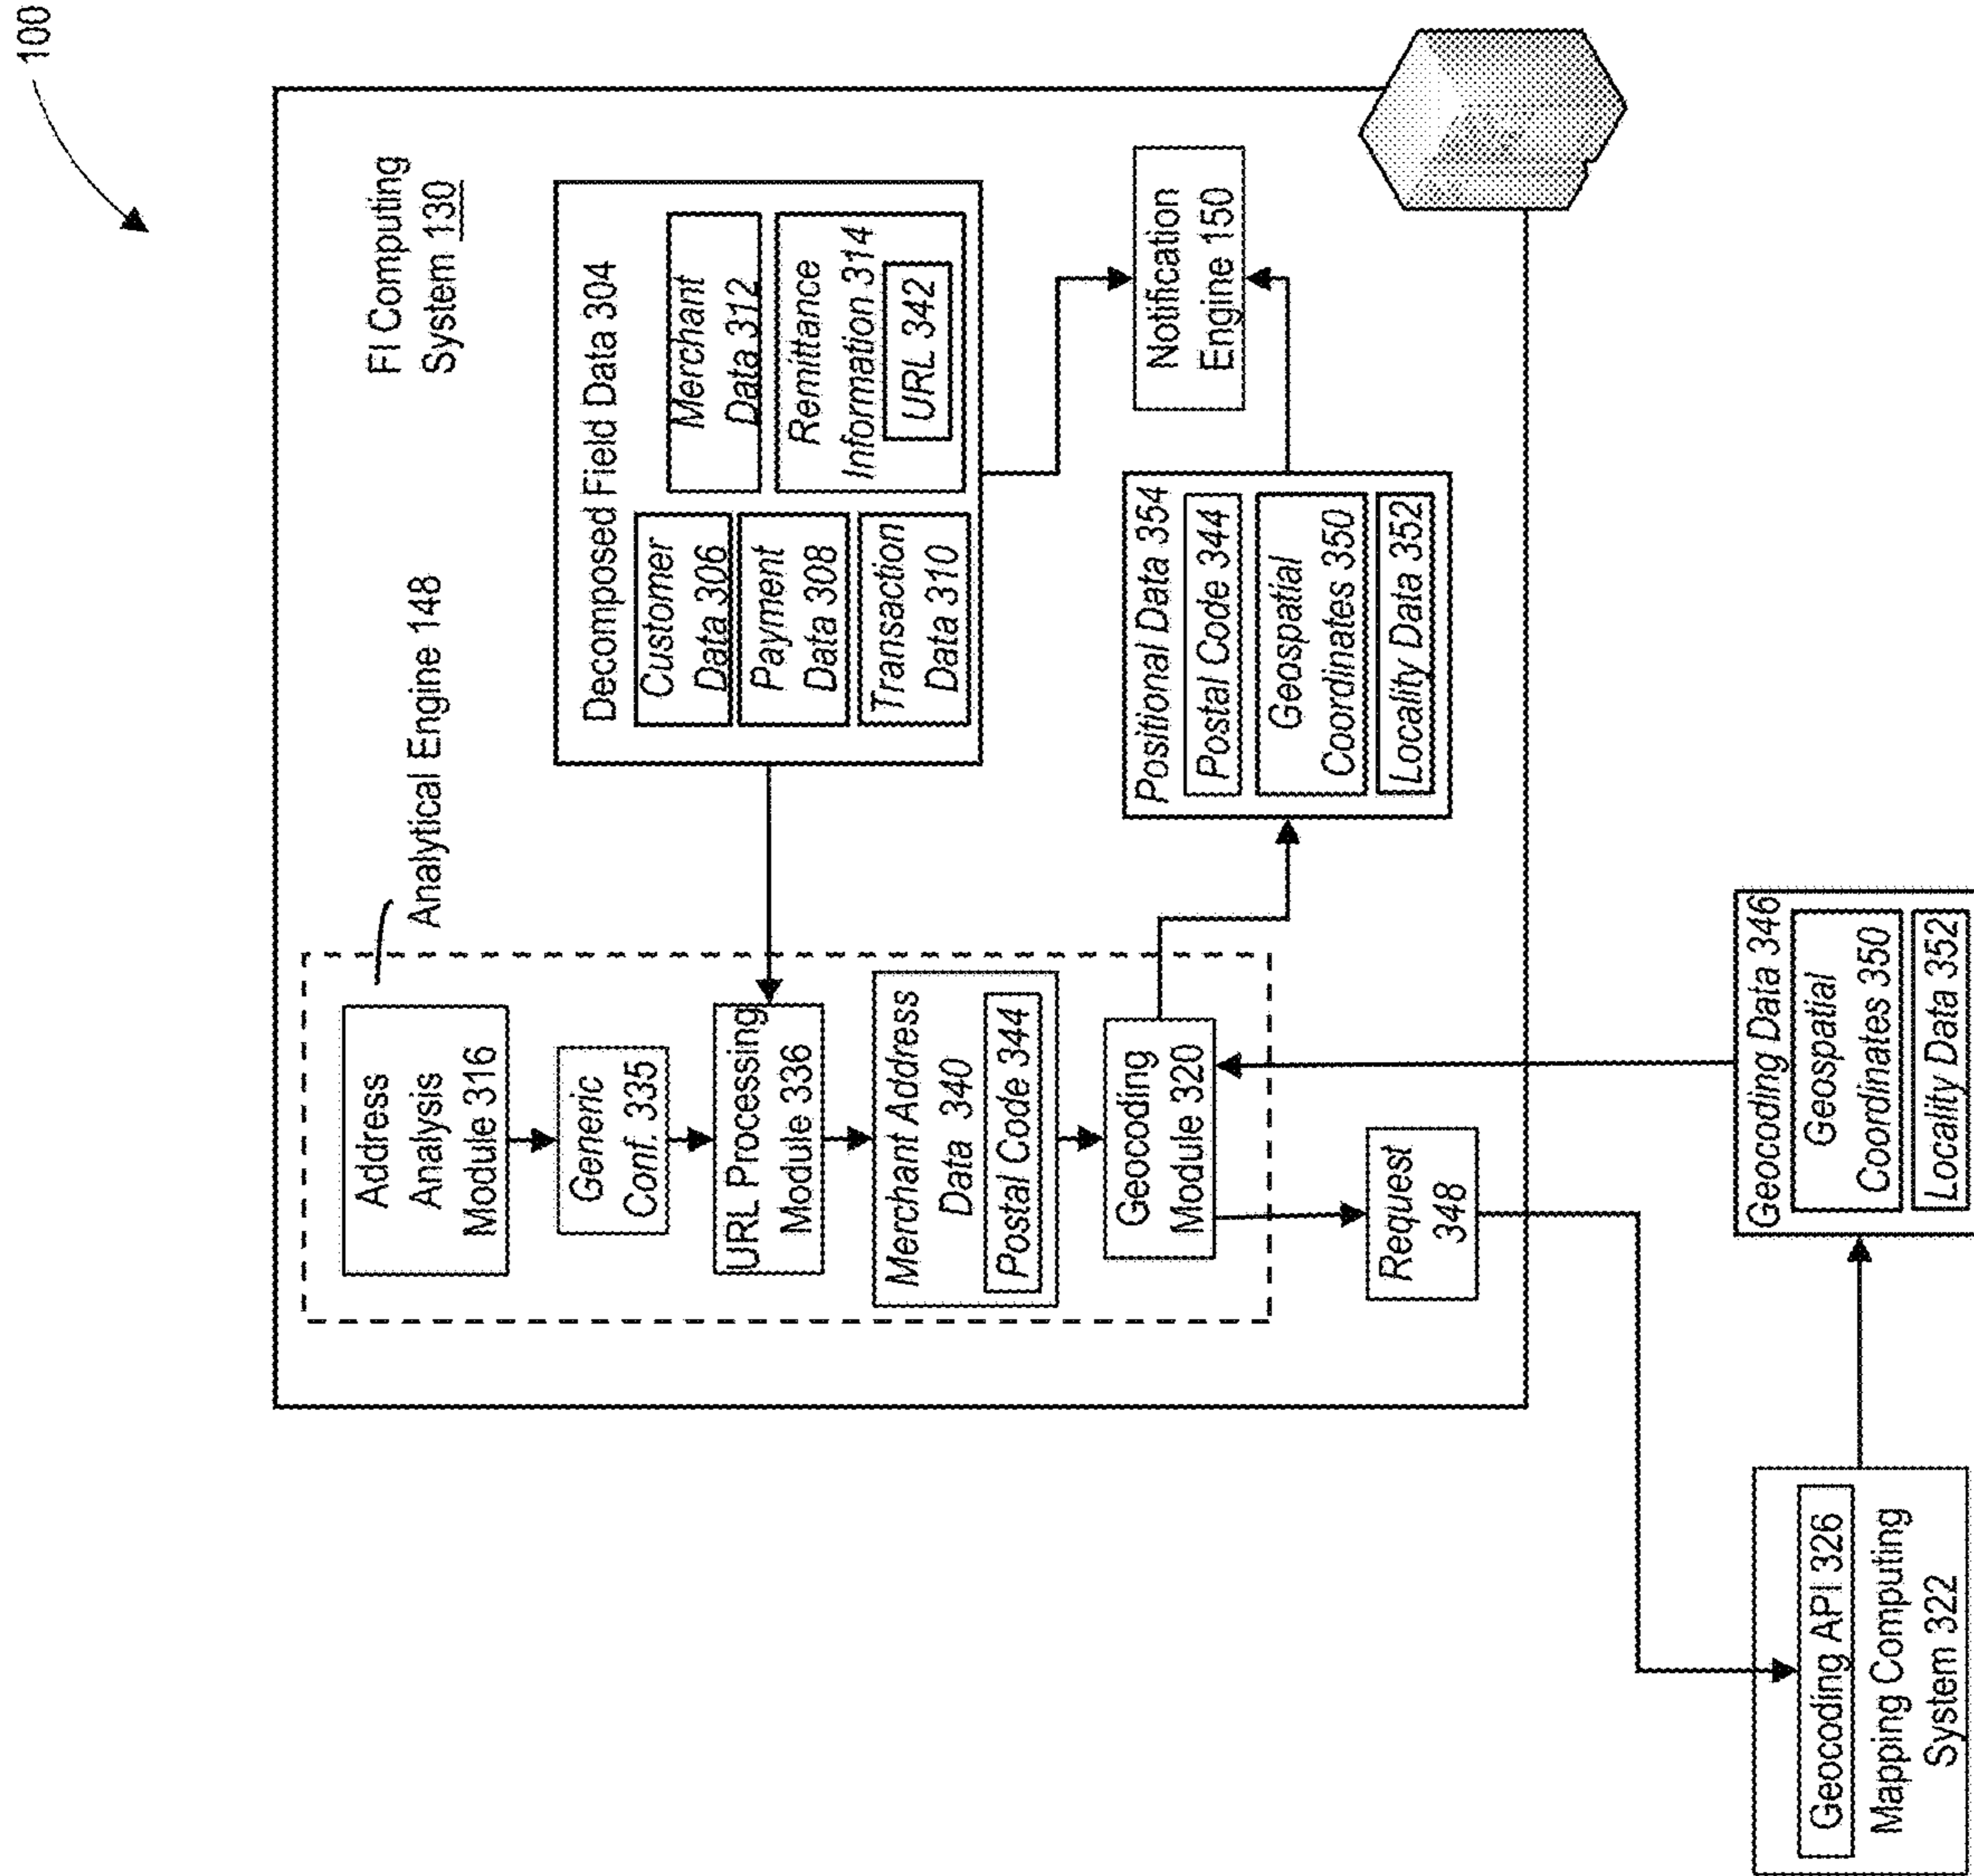 100
FI Computing
System 130
Analytical Engine 148
Address
Analysis
Module 316
Generic
Conf. 335
URL Processing
Module 336
Merchant Address
Data 340
Postal Code 344
Geocoding
Module 320
Request
348
Decomposed Field Data 304
Customer
Data 306
Payment
Data 308
Transaction
Data 310
Merchant
Data 312
Remittance
Information 314
URL 342
Positional Data 354
Postal Code 344
Geospatial
Coordinates 350
Locality Data 352
Notification
Engine 150
Geocoding API 326
Mapping Computing
System 322
Geocoding Data 346
Geospatial
Coordinates 350
Locality Data 352